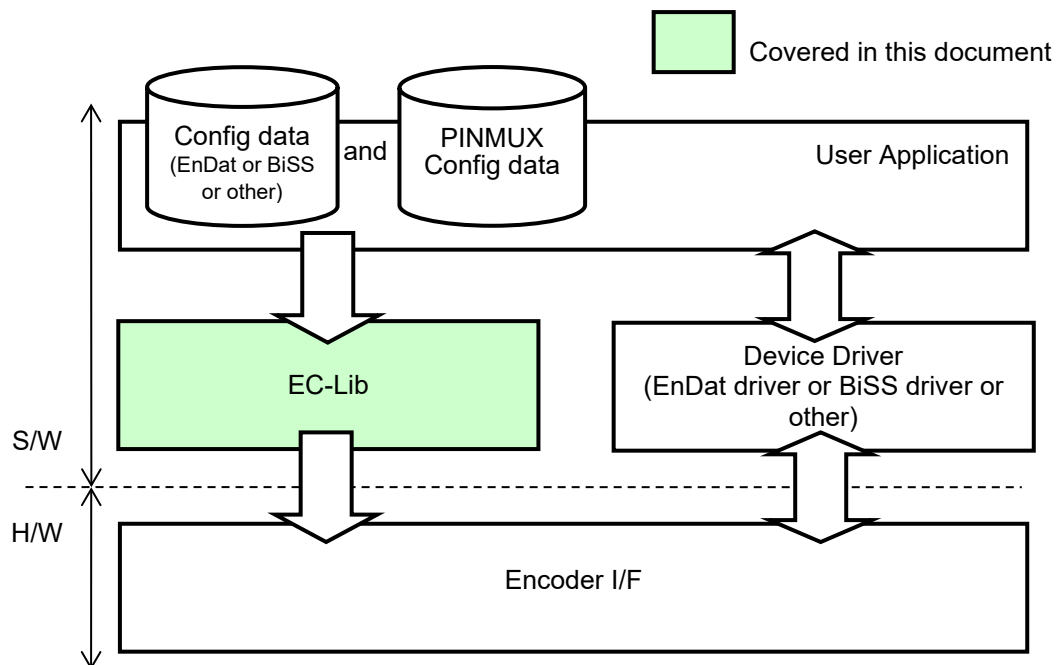 Covered in this document
Config data
(EnDat or BiSS
or other)
and
PINMUX
Config data
User Application
EC-Lib
Device Driver
(EnDat driver or BiSS driver or
other)
S/W
H/W
Encoder I/F